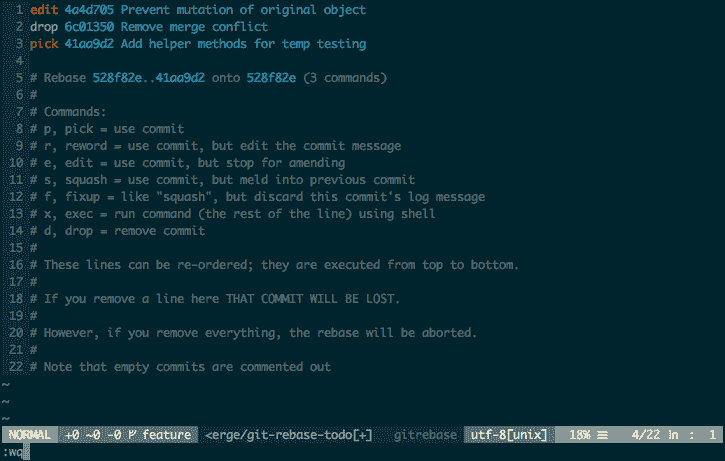 1 edit 4a4d705 Prevent mutation of original object
2 drop 6c01350 Remove merge conflict
3 pick 41aa9d2 Add helper methods for temp testing
4
5 # Rebase 528f82e..41aa9d2 onto 528f82e (3 commands)
6 #
7 # Commands:
8 # p, pick = use commit
9 # r, reword = use commit, but edit the commit message
10 # e, edit = use commit, but stop for amending
11 # s, squash = use commit, but meld into previous commit
12 # f, fixup = like "squash", but discard this commit's log message
13 # x, exec = run command (the rest of the line) using shell
14 # d, drop = remove commit
15 #
16 # These lines can be re-ordered; they are executed from top to bottom.
17 #
18 # If you remove a line here THAT COMMIT WILL BE LOST.
19 #
20 # However, if you remove everything, the rebase will be aborted.
21 #
22 # Note that empty commits are commented out
~
~
~
NORMAL +0 ~0 -0 ᚠ feature <erge/git-rebase-todo[+] gitrebase utf-8[unix] 18% ☰ 4/22 ln : 1
:wq